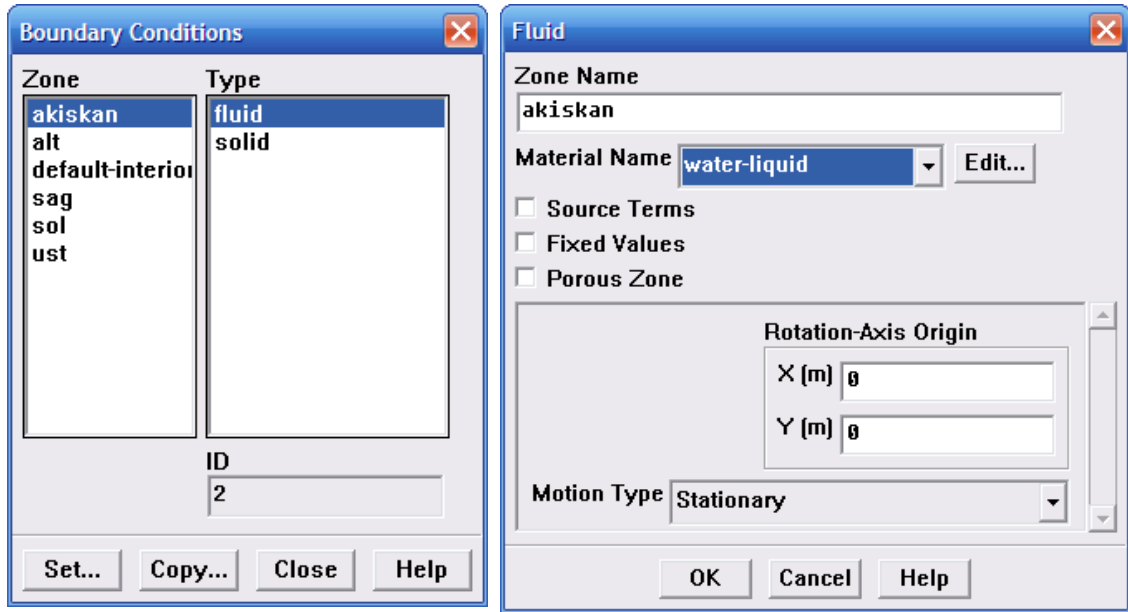 Boundary Conditions
Zone Type
akiskan
alt
default-interior
sag
sol
ust
fluid
solid
ID
2
Set... Copy... Close Help
Fluid
Zone Name
akiskan
Material Name water-liquid Edit...
Source Terms
Fixed Values
Porous Zone
Rotation-Axis Origin
X (m) 0
Y (m) 0
Motion Type Stationary
OK Cancel Help